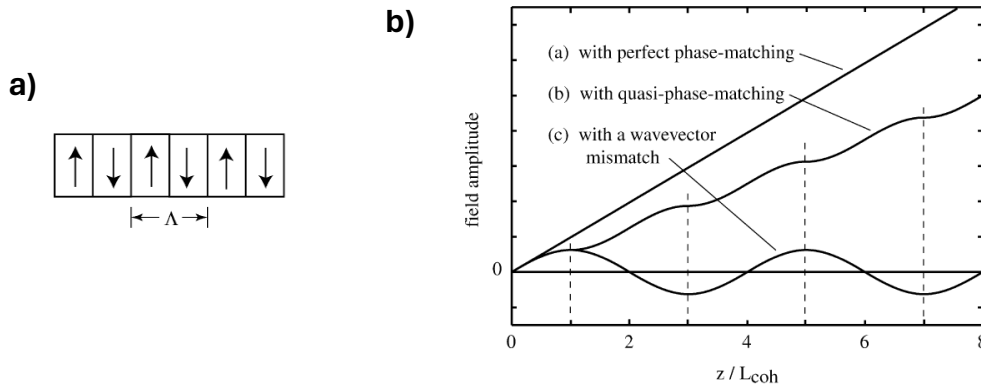 a)
Λ
b)
(a) with perfect phase-matching
(b) with quasi-phase-matching
(c) with a wavevector
mismatch
field amplitude
0
0
2
4
6
8
z / L_coh